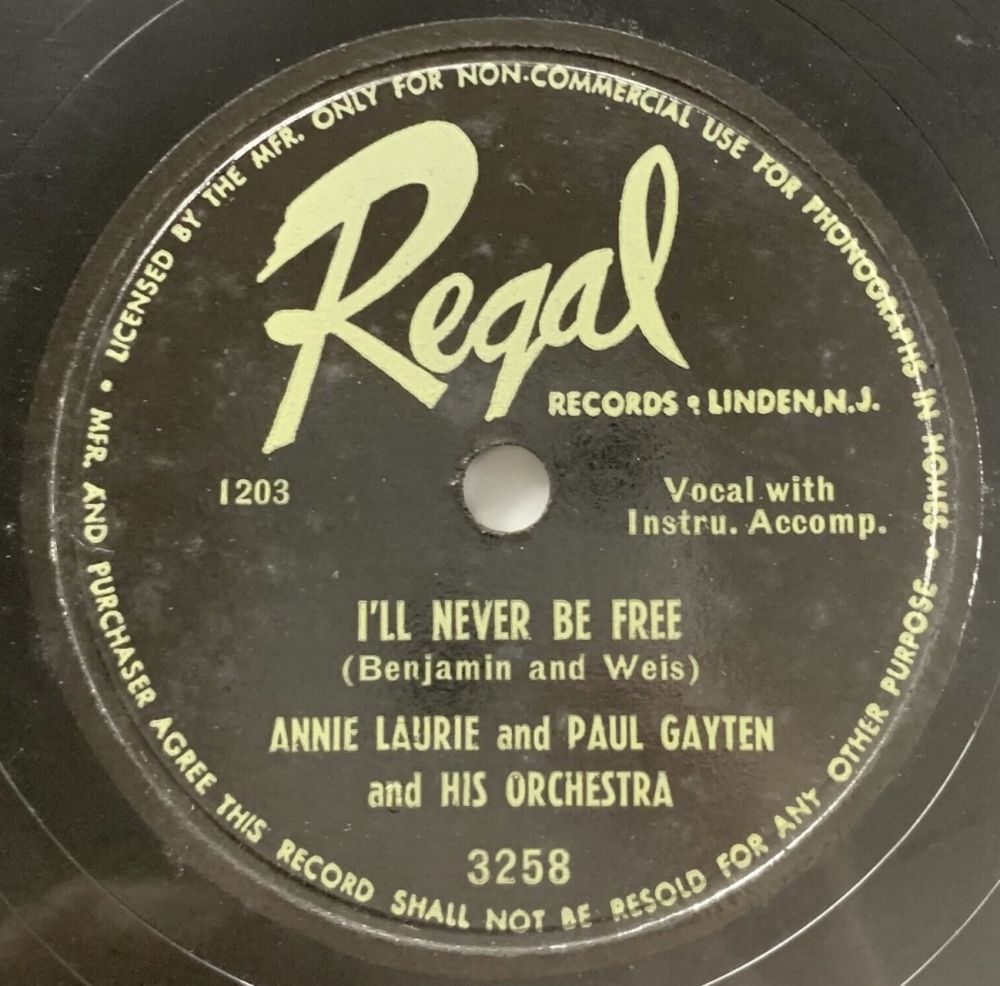 LICENSED BY THE MFR. ONLY FOR NON-COMMERCIAL USE FOR PHONOGRAPHS IN HOMES •
• MFR. AND PURCHASER AGREE THIS RECORD SHALL NOT BE RESOLD FOR ANY OTHER PURPOSE
Regal
RECORDS • LINDEN, N.J.
1203
Vocal with
Instru. Accomp.
I'LL NEVER BE FREE
(Benjamin and Weis)
ANNIE LAURIE and PAUL GAYTEN
and HIS ORCHESTRA
3258